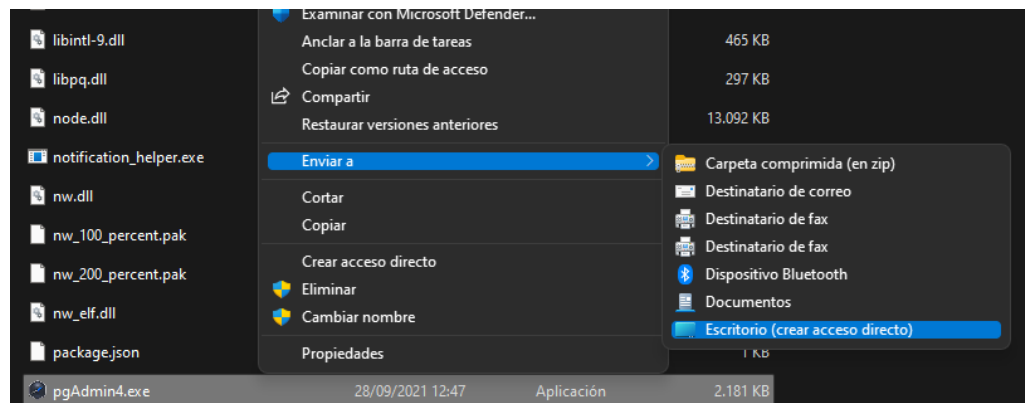 Examinar con Microsoft Defender...
libintl-9.dll
Anclar a la barra de tareas
465 KB
libpq.dll
Copiar como ruta de acceso
297 KB
Compartir
node.dll
Restaurar versiones anteriores
13.092 KB
notification_helper.exe
Enviar a
Carpeta comprimida (en zip)
nw.dll
Cortar
Destinatario de correo
nw_100_percent.pak
Copiar
Destinatario de fax
Destinatario de fax
nw_200_percent.pak
Crear acceso directo
Dispositivo Bluetooth
Eliminar
Documentos
nw_elf.dll
Cambiar nombre
Escritorio (crear acceso directo)
package.json
Propiedades
1 KB
pgAdmin4.exe 28/09/2021 12:47 Aplicación 2.181 KB